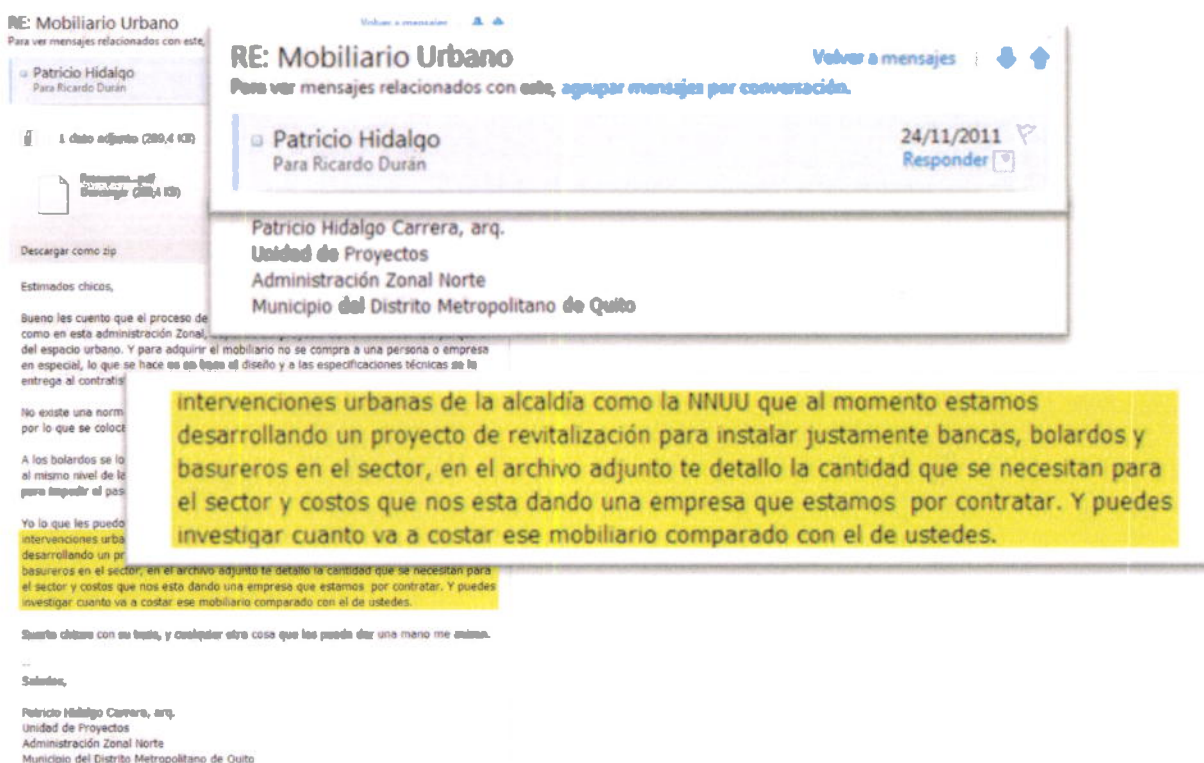 RE: Mobiliario Urbano
Volver a mensajes
Para ver mensajes relacionados con este,
Patricio Hidalgo
Para Ricardo Durán
1 dato adjunto (289,4 KB)
Descargar (289,4 KB)
Descargar como zip
Estimados chicos,
Bueno les cuento que el proceso de
como en esta administración Zonal,
del espacio urbano. Y para adquirir el mobiliario no se compra a una persona o empresa
en especial, lo que se hace es en base al diseño y a las especificaciones técnicas se le
entrega al contratis
No existe una norm
por lo que se coloc
A los bolardos se lo
al mismo nivel de la
para impedir el pas
Yo lo que les puedo
intervenciones urba
desarrollando un pr
basureros en el sector, en el archivo adjunto te detallo la cantidad que se necesitan para
el sector y costos que nos esta dando una empresa que estamos por contratar. Y puedes
investigar cuanto va a costar ese mobiliario comparado con el de ustedes.
Suerte chicos con su tesis, y cualquier otra cosa que les pueda dar una mano me avisan.
--
Saludos,
Patricio Hidalgo Carrera, arq.
Unidad de Proyectos
Administración Zonal Norte
Municipio del Distrito Metropolitano de Quito
RE: Mobiliario Urbano
Volver a mensajes
Para ver mensajes relacionados con este, agrupar mensajes por conversación.
Patricio Hidalgo
24/11/2011
Para Ricardo Durán
Responder
Patricio Hidalgo Carrera, arq.
Unidad de Proyectos
Administración Zonal Norte
Municipio del Distrito Metropolitano de Quito
intervenciones urbanas de la alcaldía como la NNUU que al momento estamos
desarrollando un proyecto de revitalización para instalar justamente bancas, bolardos y
basureros en el sector, en el archivo adjunto te detallo la cantidad que se necesitan para
el sector y costos que nos esta dando una empresa que estamos por contratar. Y puedes
investigar cuanto va a costar ese mobiliario comparado con el de ustedes.